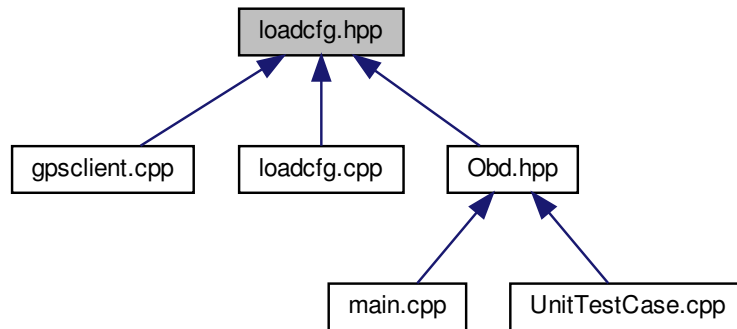 loadcfg.hpp
gpsclient.cpp
loadcfg.cpp
Obd.hpp
main.cpp
UnitTestCase.cpp